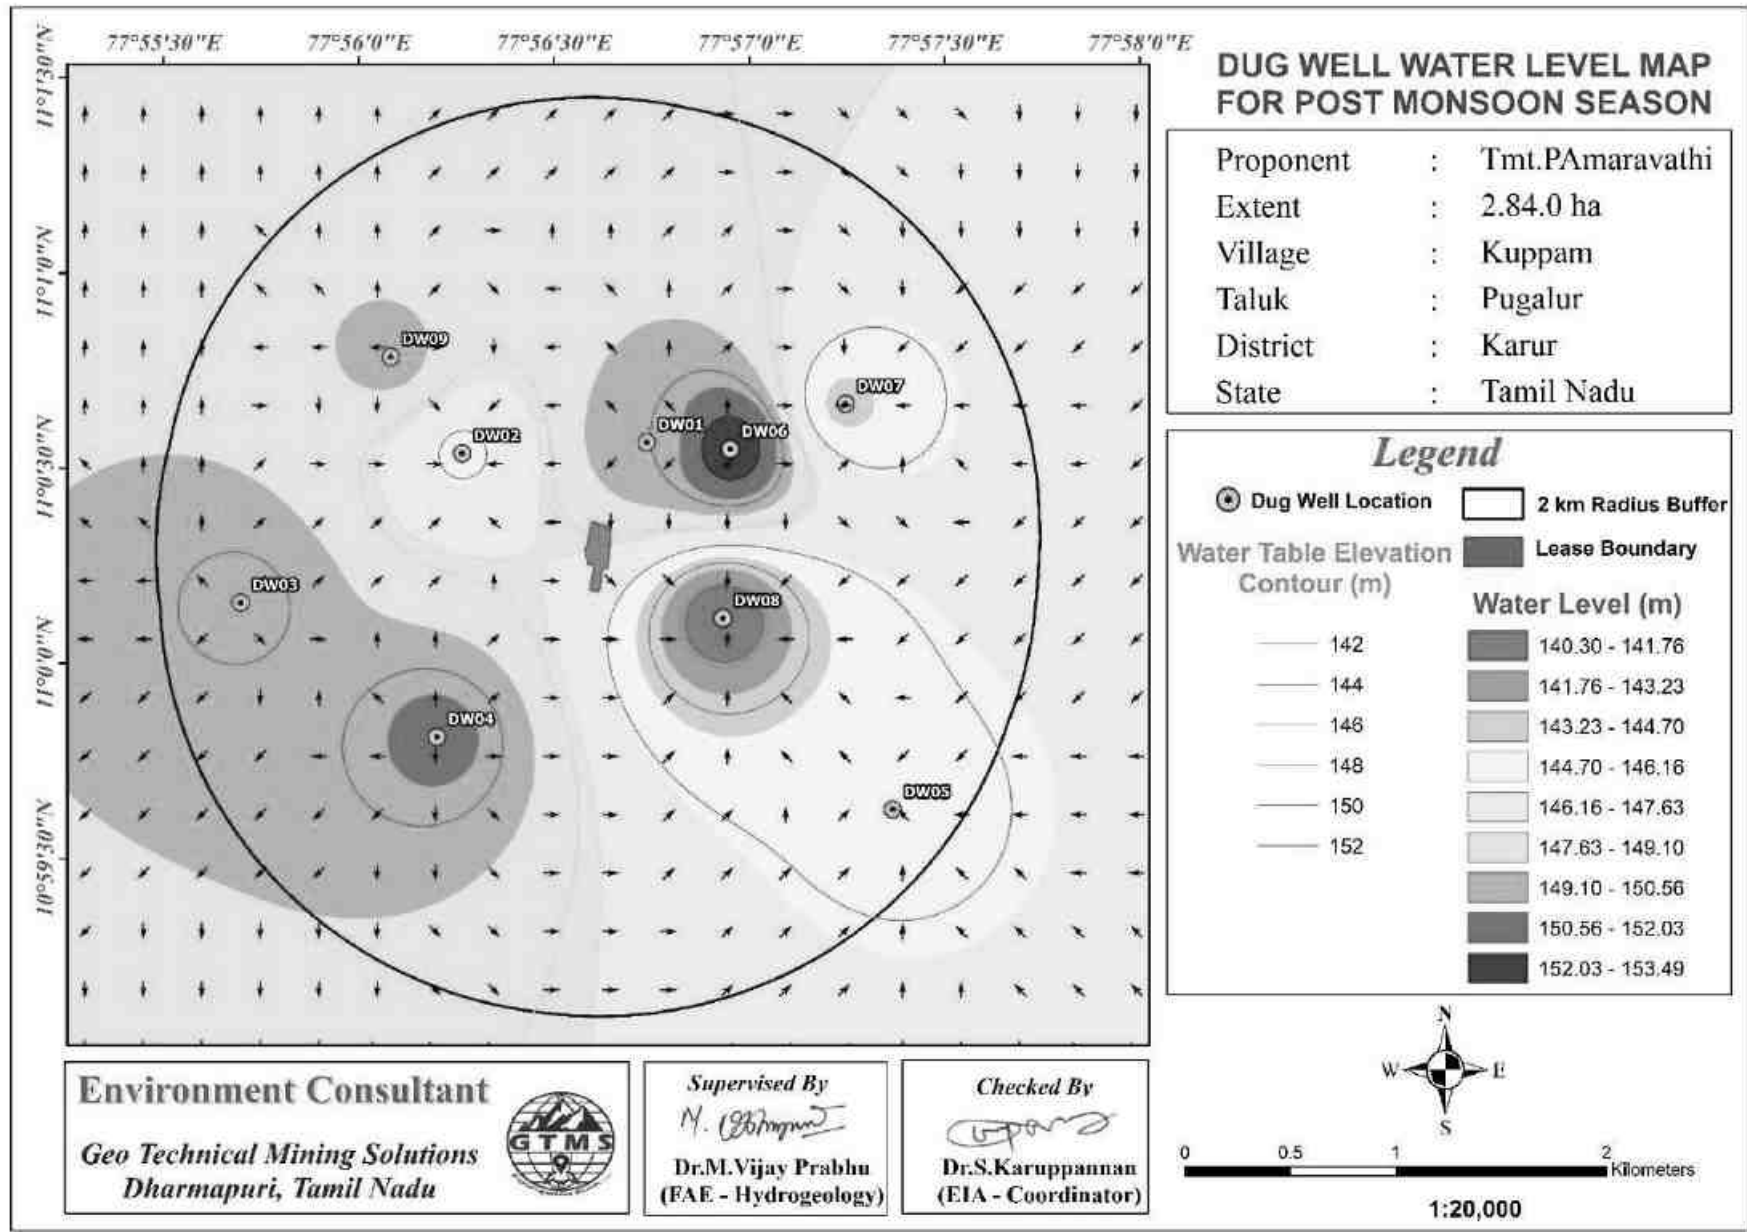 77°55'30"E 77°56'0"E 77°56'30"E 77°57'0"E 77°57'30"E 77°58'0"E
11°1'30"N
11°1'0"N
11°0'30"N
11°0'0"N
10°59'30"N
DW09
DW07
DW01
DW06
DW02
DW03
DW08
DW04
DW05
DUG WELL WATER LEVEL MAP
FOR POST MONSOON SEASON
Proponent : Tmt.PAmaravathi
Extent : 2.84.0 ha
Village : Kuppam
Taluk : Pugalur
District : Karur
State : Tamil Nadu
Legend
Dug Well Location
2 km Radius Buffer
Lease Boundary
Water Table Elevation
Contour (m)
142
144
146
148
150
152
Water Level (m)
140.30 - 141.76
141.76 - 143.23
143.23 - 144.70
144.70 - 146.16
146.16 - 147.63
147.63 - 149.10
149.10 - 150.56
150.56 - 152.03
152.03 - 153.49
N
W E
S
0 0.5 1 2
Kilometers
1:20,000
Environment Consultant
Geo Technical Mining Solutions
Dharmapuri, Tamil Nadu
GTMS
Supervised By
Dr.M.Vijay Prabhu
(FAE - Hydrogeology)
Checked By
Dr.S.Karuppannan
(EIA - Coordinator)